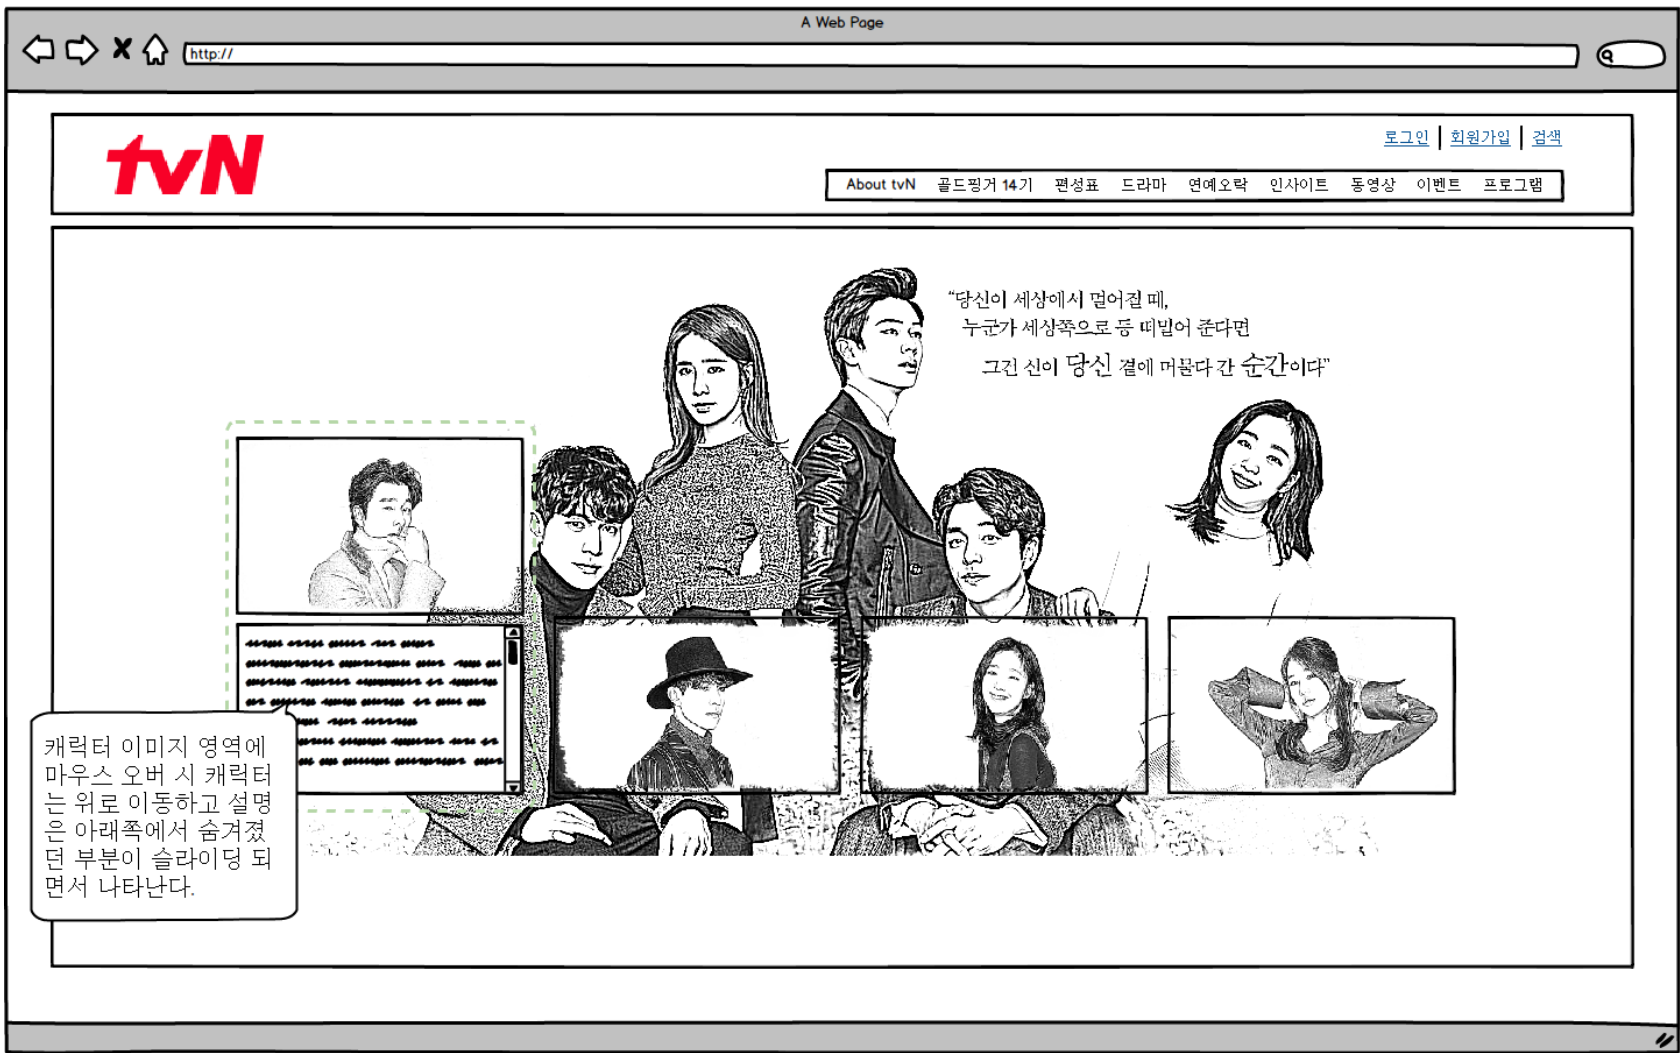 A Web Page
http://
tvN
로그인 | 회원가입 | 검색
About tvN 골드핑거 14기 편성표 드라마 연예오락 인사이트 동영상 이벤트 프로그램
“당신이 세상에서 멀어질 때,
누군가 세상쪽으로 등 떠밀어 준다면
그건 신이 당신 곁에 머물다 간 순간이다”
캐릭터 이미지 영역에
마우스 오버 시 캐릭터
는 위로 이동하고 설명
은 아래쪽에서 숨겨졌
던 부분이 슬라이딩 되
면서 나타난다.